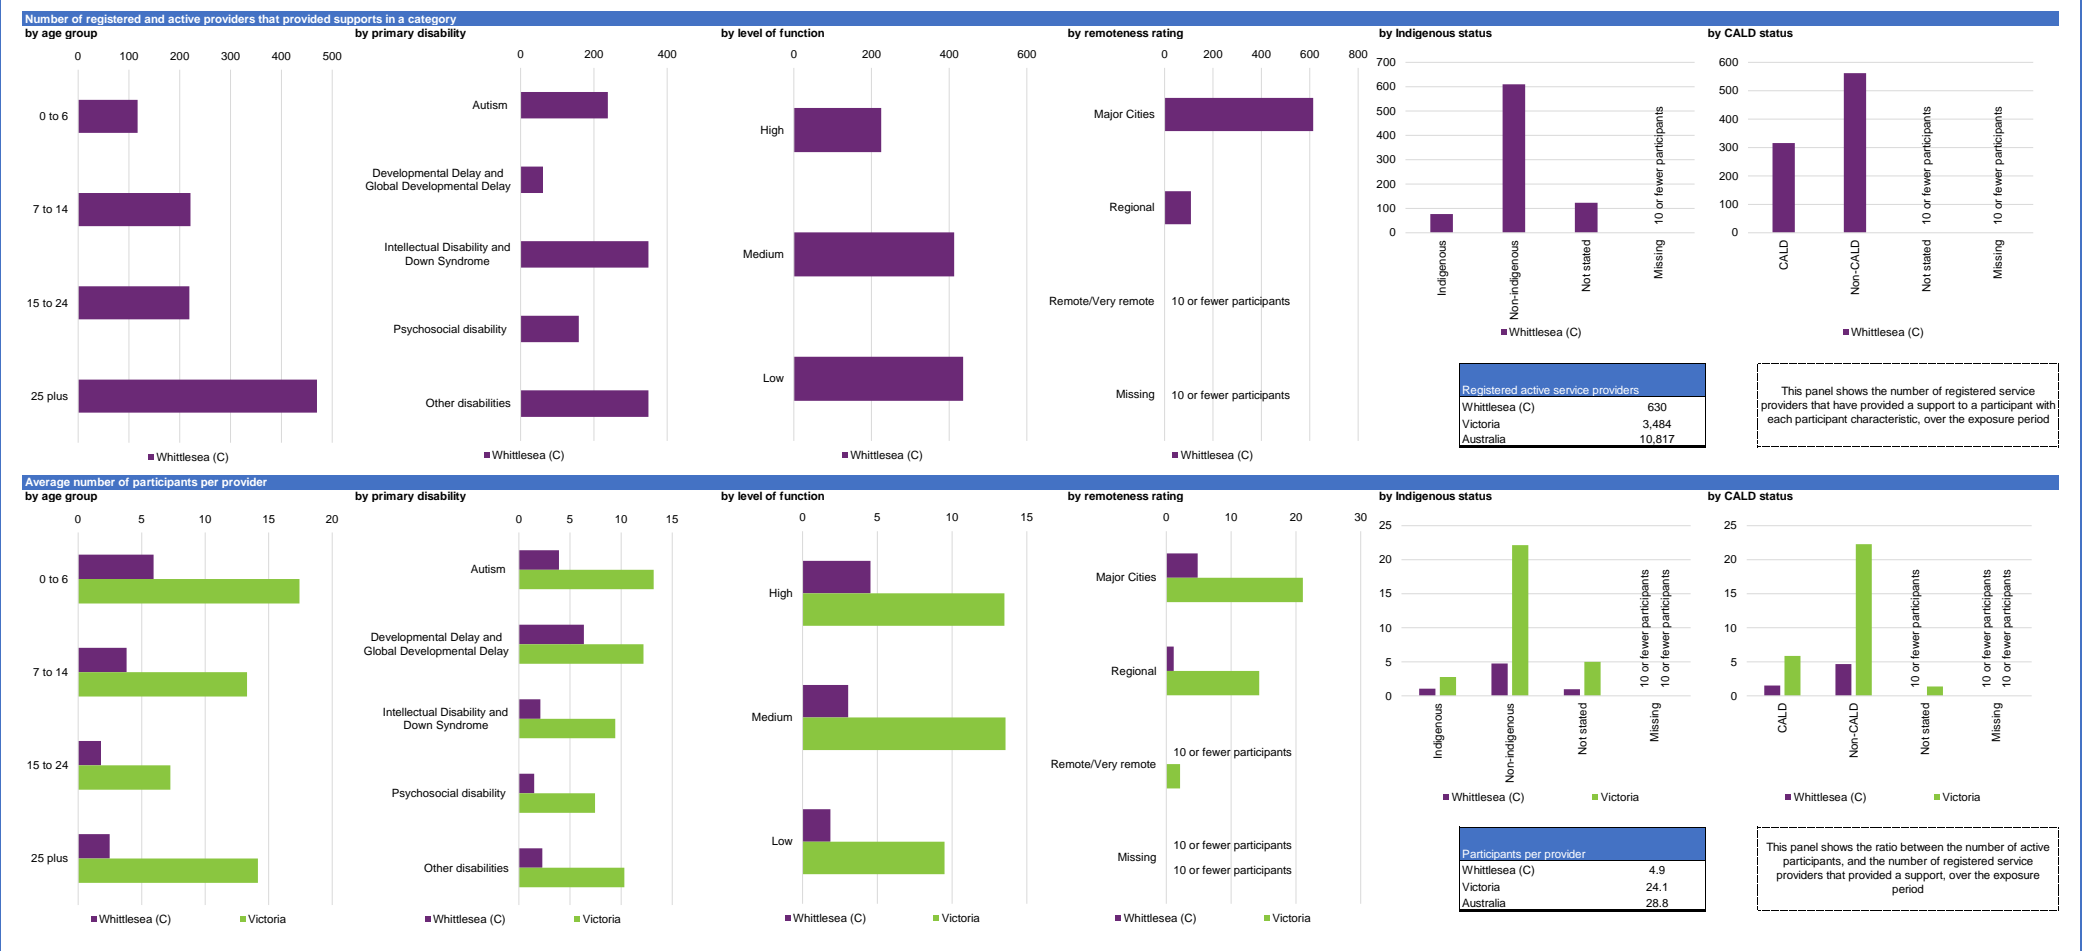 Number of registered and active providers that provided supports in a category
by age group
0 100 200 300 400 500
0 to 6
7 to 14
15 to 24
25 plus
Whittlesea (C)
by primary disability
0 200 400
Autism
Developmental Delay and
Global Developmental Delay
Intellectual Disability and
Down Syndrome
Psychosocial disability
Other disabilities
Whittlesea (C)
by level of function
0 200 400 600
High
Medium
Low
Whittlesea (C)
by remoteness rating
0 200 400 600 800
Major Cities
Regional
Remote/Very remote
10 or fewer participants
Missing
10 or fewer participants
Whittlesea (C)
by Indigenous status
700
600
500
400
300
200
100
0
10 or fewer participants
Indigenous
Non-indigenous
Not stated
Missing
Whittlesea (C)
by CALD status
600
500
400
300
200
100
0
10 or fewer participants
10 or fewer participants
CALD
Non-CALD
Not stated
Missing
Whittlesea (C)
Registered active service providers
Whittlesea (C) 630
Victoria 3,484
Australia 10,817
This panel shows the number of registered service
providers that have provided a support to a participant with
each participant characteristic, over the exposure period
Average number of participants per provider
by age group
0 5 10 15 20
0 to 6
7 to 14
15 to 24
25 plus
Whittlesea (C) Victoria
by primary disability
0 5 10 15
Autism
Developmental Delay and
Global Developmental Delay
Intellectual Disability and
Down Syndrome
Psychosocial disability
Other disabilities
Whittlesea (C) Victoria
by level of function
0 5 10 15
High
Medium
Low
Whittlesea (C) Victoria
by remoteness rating
0 10 20 30
Major Cities
Regional
Remote/Very remote
10 or fewer participants
Missing
10 or fewer participants
10 or fewer participants
Whittlesea (C) Victoria
by Indigenous status
25
20
15
10
5
0
10 or fewer participants
10 or fewer participants
Indigenous
Non-indigenous
Not stated
Missing
Whittlesea (C) Victoria
by CALD status
25
20
15
10
5
0
10 or fewer participants
10 or fewer participants
10 or fewer participants
CALD
Non-CALD
Not stated
Missing
Whittlesea (C) Victoria
Participants per provider
Whittlesea (C) 4.9
Victoria 24.1
Australia 28.8
This panel shows the ratio between the number of active
participants, and the number of registered service
providers that provided a support, over the exposure
period